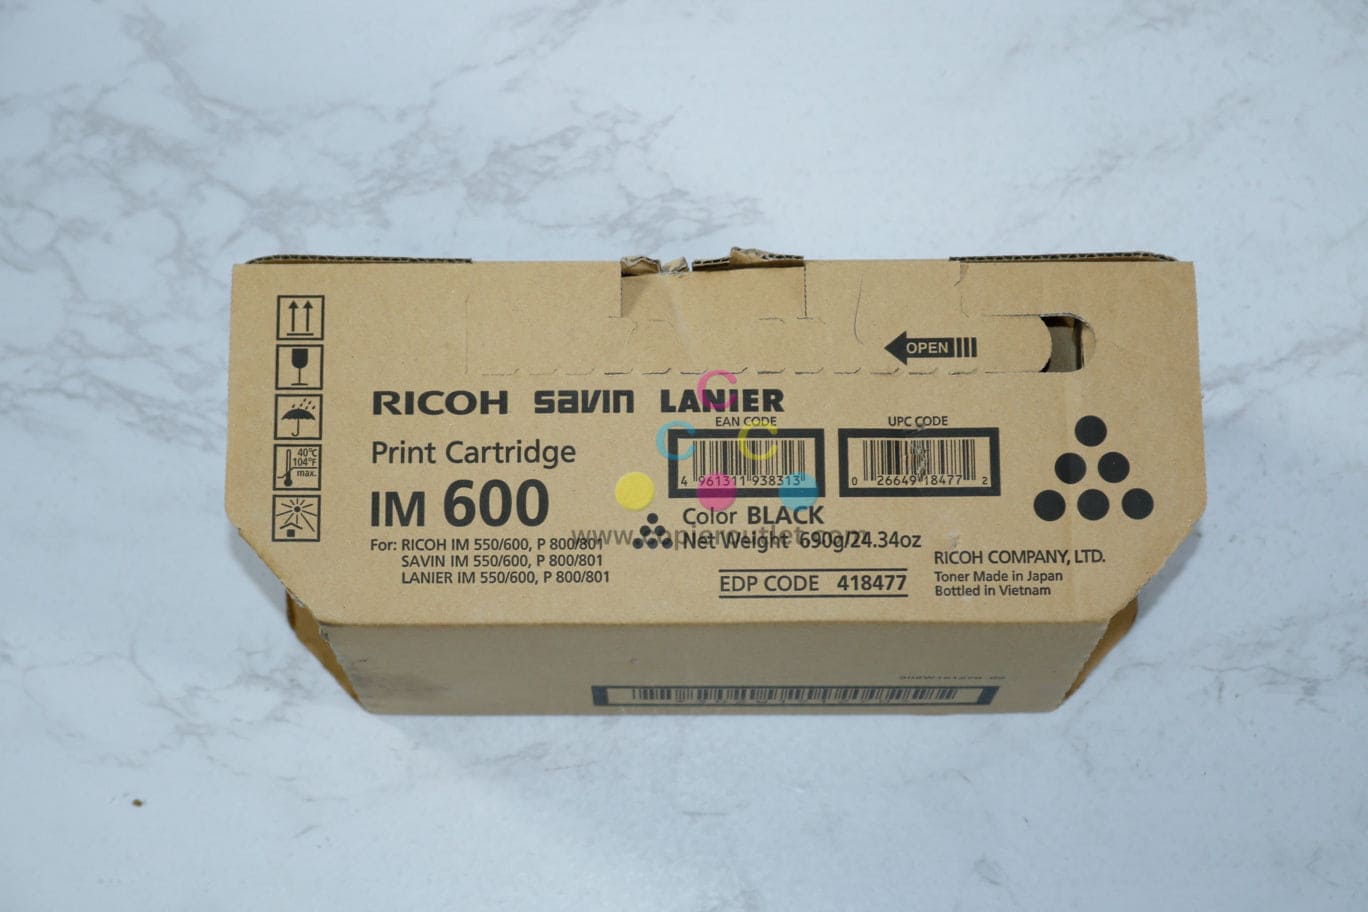 OPEN
40°C
104°F
max.
RICOH savin LANIER
EAN CODE
UPC CODE
Print Cartridge
4 961311 938313
0 26649 18477 2
IM 600
Color BLACK
www.copieroutlet.com
Net Weight 690g/24.34oz
For: RICOH IM 550/600, P 800/801
SAVIN IM 550/600, P 800/801
LANIER IM 550/600, P 800/801
EDP CODE 418477
RICOH COMPANY, LTD.
Toner Made in Japan
Bottled in Vietnam